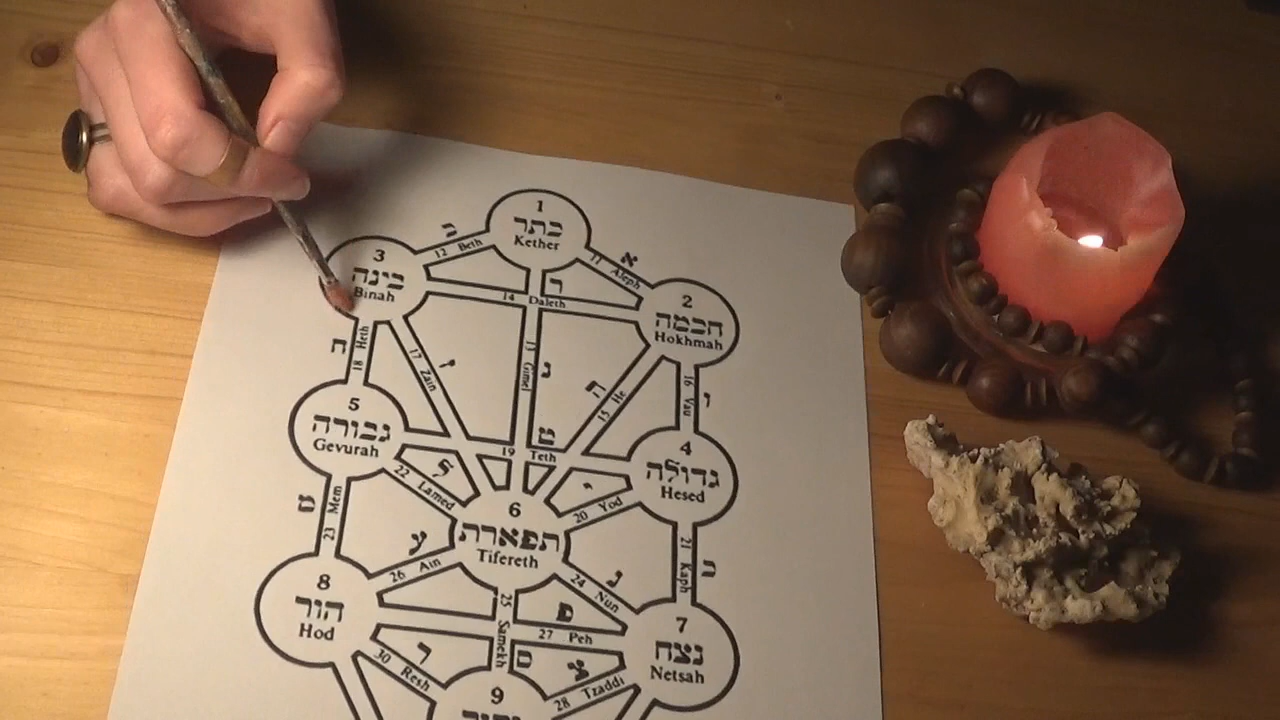 1
כתר
Kether
ב
12 Beth
א
11 Aleph
3
בינה
Binah
ד
14 Daleth
2
חכמה
Hokhmah
ח
18 Heth
ז
17 Zain
ג
13 Gimel
ה
15 He
ו
16 Vau
5
גבורה
Gevurah
ט
19 Teth
4
גדולה
Hesed
ל
22 Lamed
י
20 Yod
מ
23 Mem
6
תפארת
Tifereth
כ
21 Kaph
ע
26 Ain
נ
24 Nun
8
הוד
Hod
25 Samekh
ס
פ
27 Peh
7
נצח
Netsah
ר
30 Resh
צ
28 Tzaddi
9